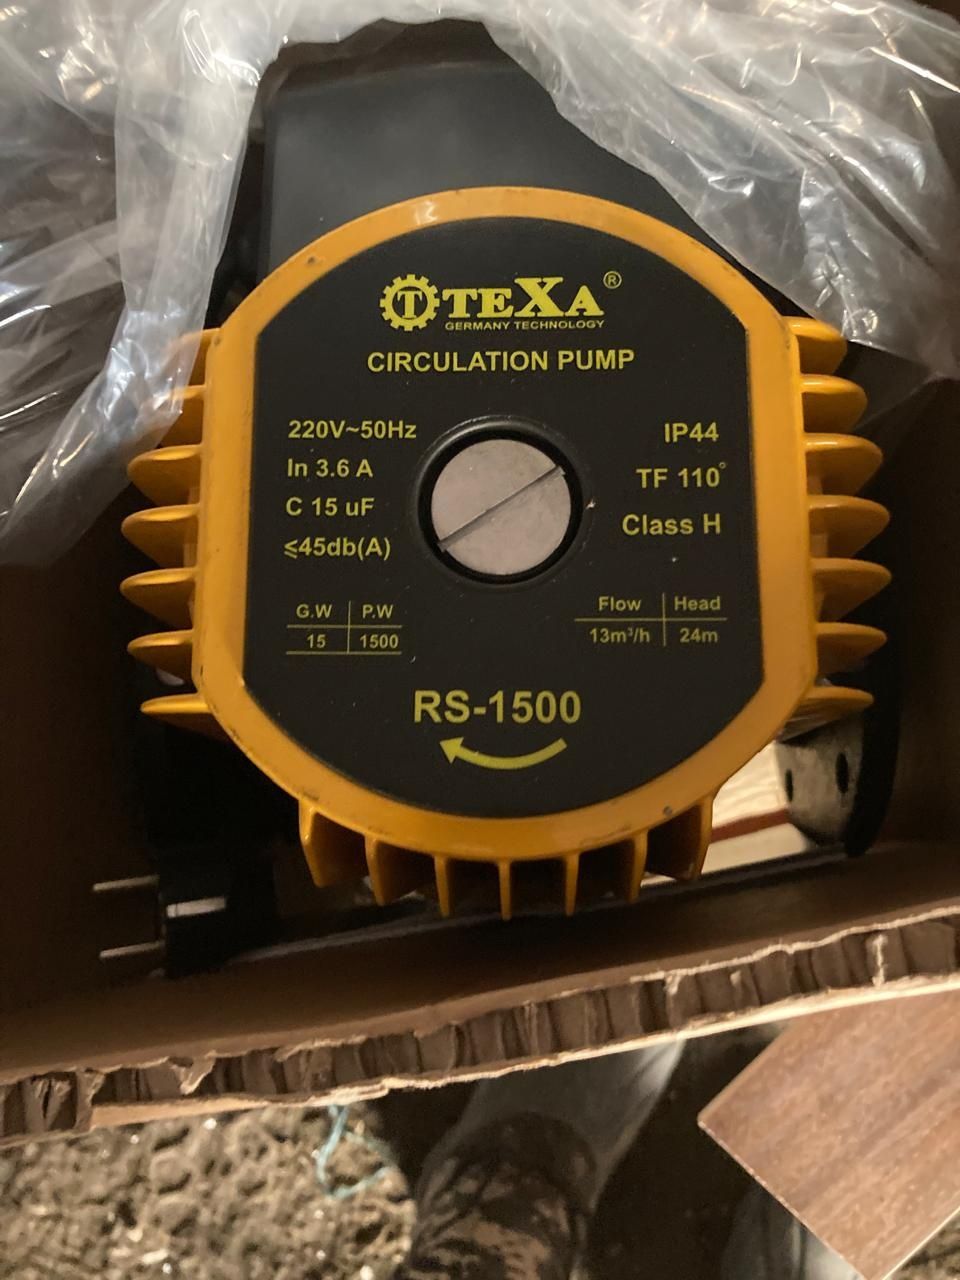 T TEXA ®
GERMANY TECHNOLOGY
CIRCULATION PUMP
220V~50Hz
In 3.6 A
C 15 uF
≤45db(A)
IP44
TF 110°
Class H
G.W P.W
15 1500
Flow Head
13m³/h 24m
RS-1500